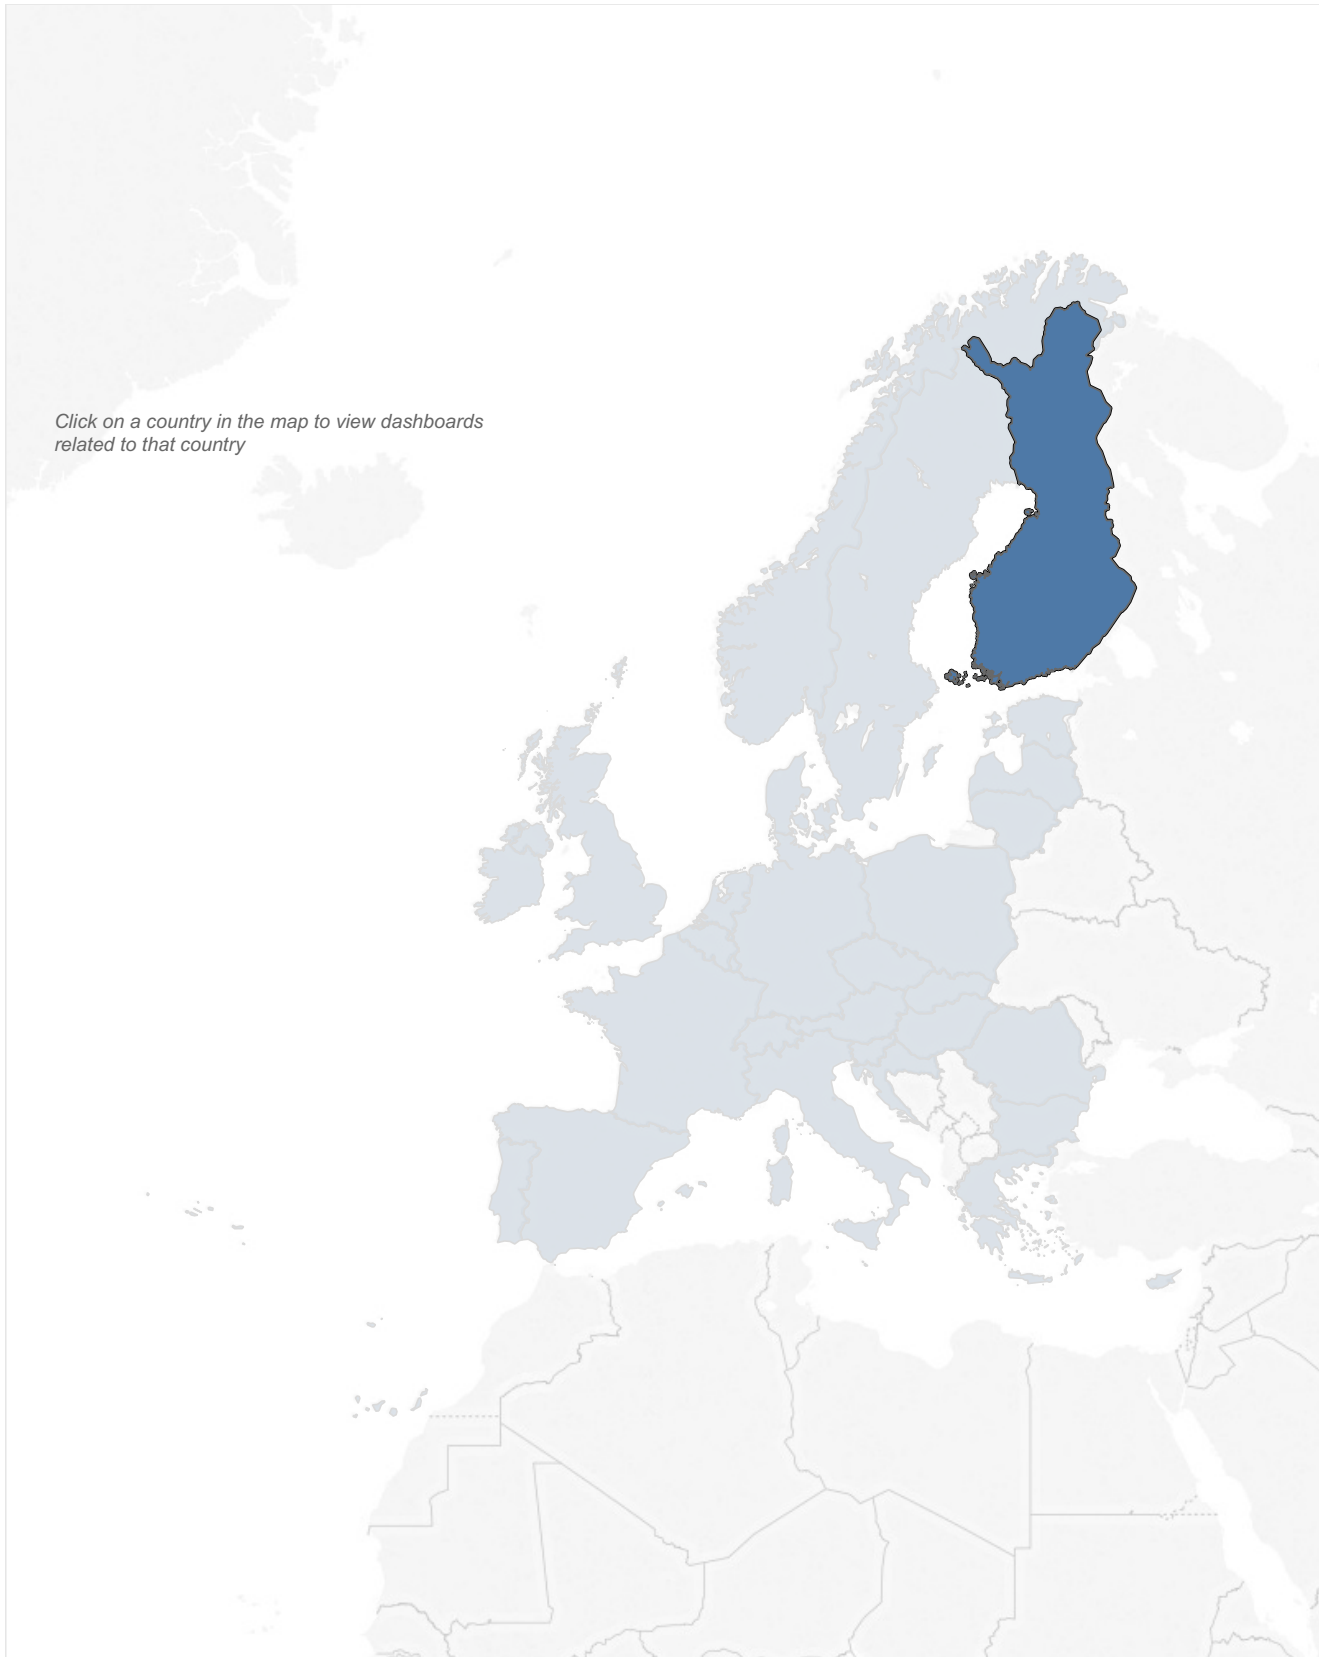 Click on a country in the map to view dashboards
related to that country